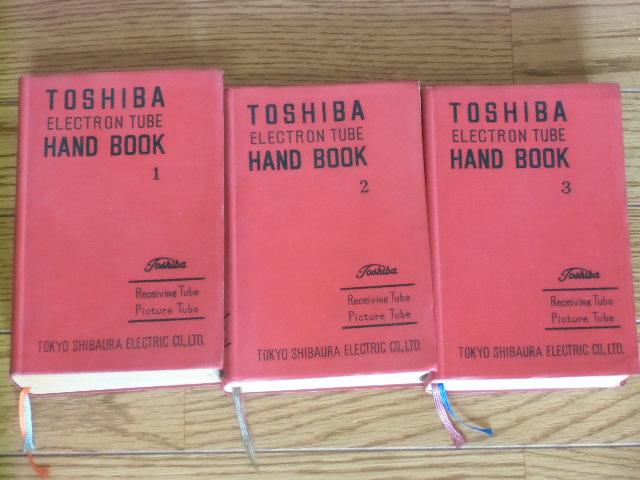 TOSHIBA
ELECTRON TUBE
HAND BOOK
1
Toshiba
Receiving Tube
Picture Tube
TOKYO SHIBAURA ELECTRIC CO.,LTD.
TOSHIBA
ELECTRON TUBE
HAND BOOK
2
Toshiba
Receiving Tube
Picture Tube
TOKYO SHIBAURA ELECTRIC CO.,LTD.
TOSHIBA
ELECTRON TUBE
HAND BOOK
3
Toshiba
Receiving Tube
Picture Tube
TOKYO SHIBAURA ELECTRIC CO.,LTD.